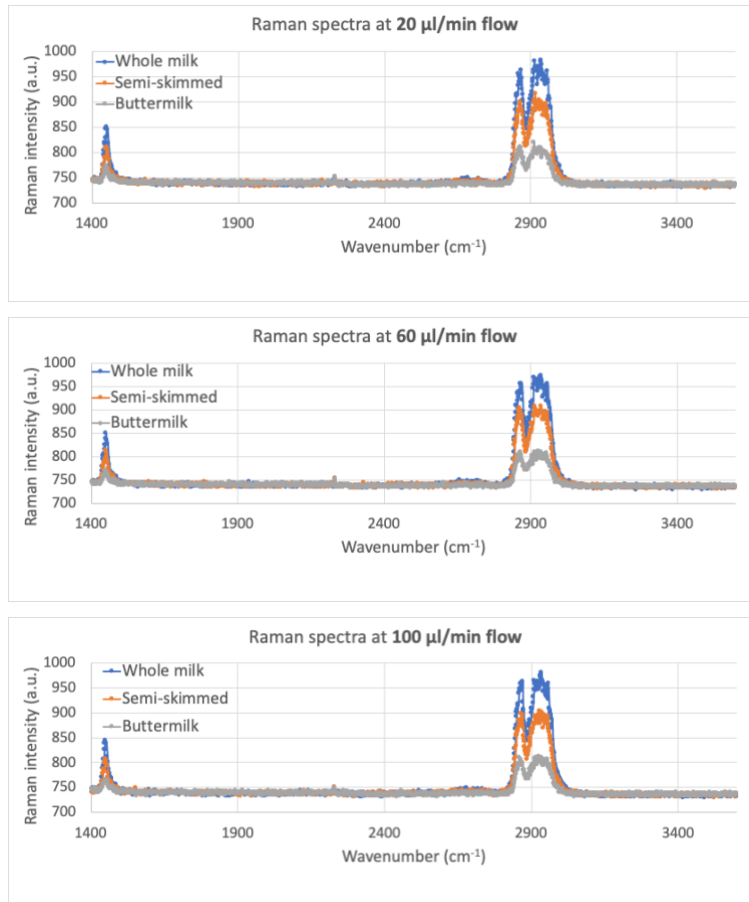 Raman spectra at 20 µl/min flow
Raman intensity (a.u.)
1000
950
900
850
800
750
700
Whole milk
Semi-skimmed
Buttermilk
1400 1900 2400 2900 3400
Wavenumber (cm⁻¹)
Raman spectra at 60 µl/min flow
Raman intensity (a.u.)
1000
950
900
850
800
750
700
Whole milk
Semi-skimmed
Buttermilk
1400 1900 2400 2900 3400
Wavenumber (cm⁻¹)
Raman spectra at 100 µl/min flow
Raman intensity (a.u.)
1000
950
900
850
800
750
700
Whole milk
Semi-skimmed
Buttermilk
1400 1900 2400 2900 3400
Wavenumber (cm⁻¹)